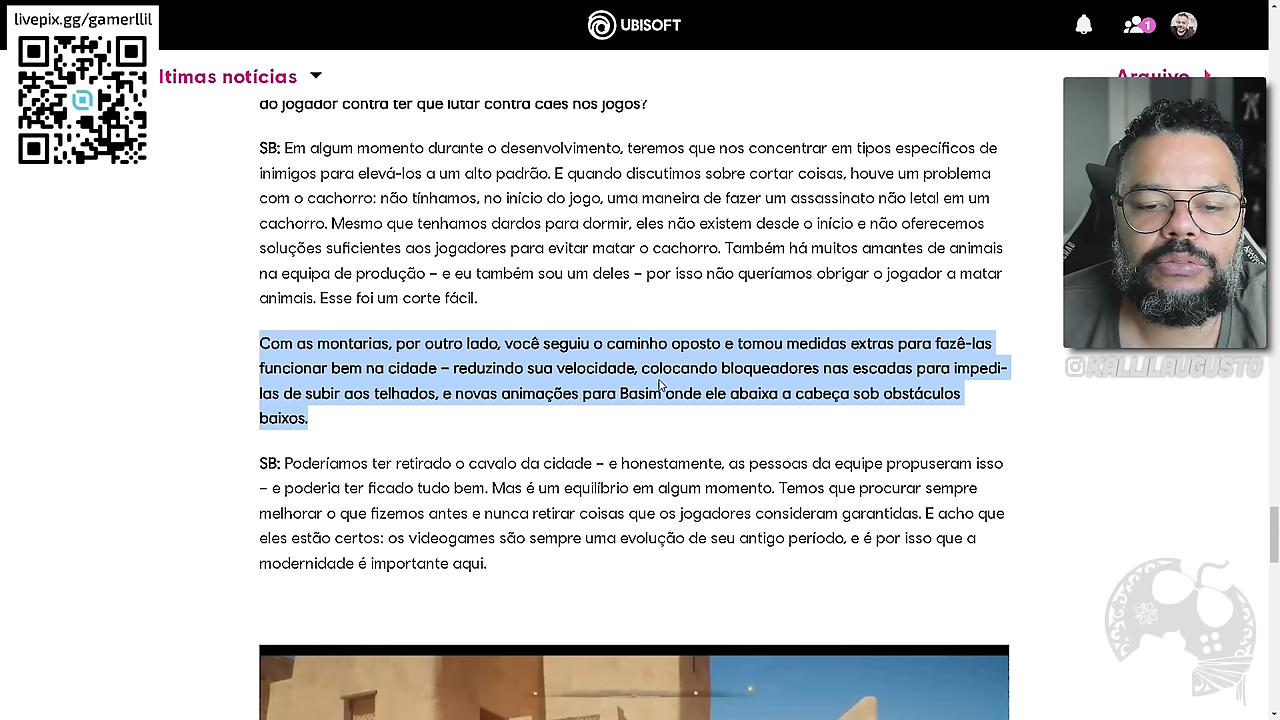 livepix.gg/gamerllil
UBISOFT
1
ltimas notícias
Arquivo
do jogador contra ter que lutar contra cães nos jogos?
SB: Em algum momento durante o desenvolvimento, teremos que nos concentrar em tipos específicos de
inimigos para elevá-los a um alto padrão. E quando discutimos sobre cortar coisas, houve um problema
com o cachorro: não tínhamos, no início do jogo, uma maneira de fazer um assassinato não letal em um
cachorro. Mesmo que tenhamos dardos para dormir, eles não existem desde o início e não oferecemos
soluções suficientes aos jogadores para evitar matar o cachorro. Também há muitos amantes de animais
na equipa de produção – e eu também sou um deles – por isso não queríamos obrigar o jogador a matar
animais. Esse foi um corte fácil.
Com as montarias, por outro lado, você seguiu o caminho oposto e tomou medidas extras para fazê-las
funcionar bem na cidade – reduzindo sua velocidade, colocando bloqueadores nas escadas para impedi-
las de subir aos telhados, e novas animações para Basim onde ele abaixa a cabeça sob obstáculos
baixos.
SB: Poderíamos ter retirado o cavalo da cidade – e honestamente, as pessoas da equipe propuseram isso
– e poderia ter ficado tudo bem. Mas é um equilíbrio em algum momento. Temos que procurar sempre
melhorar o que fizemos antes e nunca retirar coisas que os jogadores consideram garantidas. E acho que
eles estão certos: os videogames são sempre uma evolução de seu antigo período, e é por isso que a
modernidade é importante aqui.
@KALLILAUGUSTO